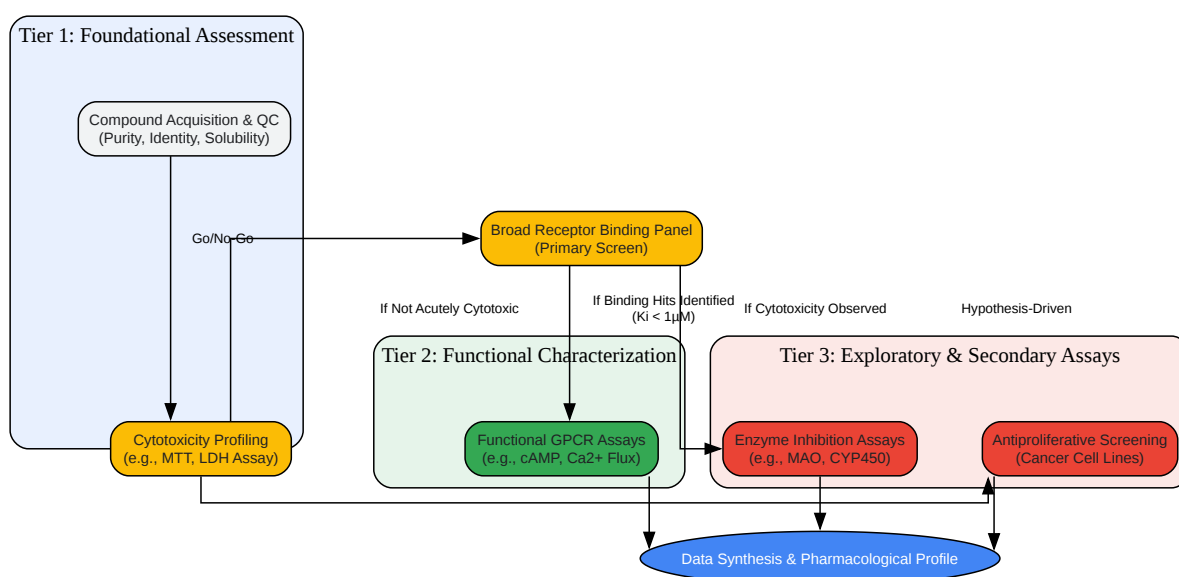 Tier 1: Foundational Assessment
Compound Acquisition & QC
(Purity, Identity, Solubility)
Go/No-Go
Broad Receptor Binding Panel
(Primary Screen)
If Not Acutely Cytotoxic
If Binding Hits Identified
(Ki < 1µM)
If Cytotoxicity Observed
Hypothesis-Driven
Tier 2: Functional Characterization
Tier 3: Exploratory & Secondary Assays
Cytotoxicity Profiling
(e.g., MTT, LDH Assay)
Functional GPCR Assays
(e.g., cAMP, Ca2+ Flux)
Enzyme Inhibition Assays
(e.g., MAO, CYP450)
Antiproliferative Screening
(Cancer Cell Lines)
Data Synthesis & Pharmacological Profile